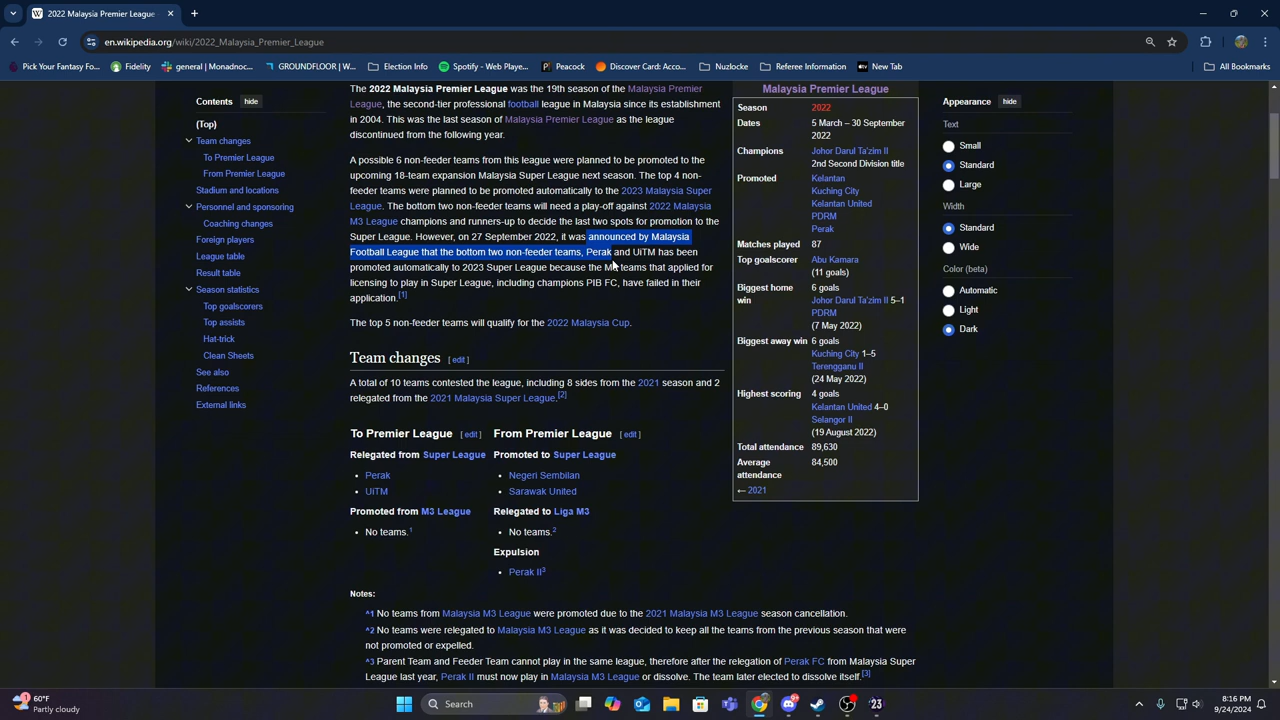 2022 Malaysia Premier League
en.wikipedia.org/wiki/2022_Malaysia_Premier_League
Pick Your Fantasy Fo...
Fidelity
general | Monadnoc...
GROUNDFLOOR | W...
Election Info
Spotify - Web Playe...
Peacock
Discover Card: Acco...
Nuzlocke
Referee Information
New Tab
All Bookmarks
Contents hide
(Top)
Team changes
To Premier League
From Premier League
Stadium and locations
Personnel and sponsoring
Coaching changes
Foreign players
League table
Result table
Season statistics
Top goalscorers
Top assists
Hat-trick
Clean Sheets
See also
References
External links
The 2022 Malaysia Premier League was the 19th season of the Malaysia Premier
League, the second-tier professional football league in Malaysia since its establishment
in 2004. This was the last season of Malaysia Premier League as the league
discontinued from the following year.
A possible 6 non-feeder teams from this league were planned to be promoted to the
upcoming 18-team expansion Malaysia Super League next season. The top 4 non-
feeder teams were planned to be promoted automatically to the 2023 Malaysia Super
League. The bottom two non-feeder teams will need a play-off against 2022 Malaysia
M3 League champions and runners-up to decide the last two spots for promotion to the
Super League. However, on 27 September 2022, it was announced by Malaysia
Football League that the bottom two non-feeder teams, Perak and UiTM has been
promoted automatically to 2023 Super League because the teams that applied for
licensing to play in Super League, including champions PIB FC, have failed in their
application.[1]
The top 5 non-feeder teams will qualify for the 2022 Malaysia Cup.
Team changes [ edit ]
A total of 10 teams contested the league, including 8 sides from the 2021 season and 2
relegated from the 2021 Malaysia Super League.[2]
To Premier League [ edit ]
Relegated from Super League
• Perak
• UiTM
Promoted from M3 League
• No teams.1
From Premier League [ edit ]
Promoted to Super League
• Negeri Sembilan
• Sarawak United
Relegated to Liga M3
• No teams.2
Expulsion
• Perak II3
Notes:
^1 No teams from Malaysia M3 League were promoted due to the 2021 Malaysia M3 League season cancellation.
^2 No teams were relegated to Malaysia M3 League as it was decided to keep all the teams from the previous season that were
not promoted or expelled.
^3 Parent Team and Feeder Team cannot play in the same league, therefore after the relegation of Perak FC from Malaysia Super
League last year, Perak II must now play in Malaysia M3 League or dissolve. The team later elected to dissolve itself.[3]
Malaysia Premier League
Season 2022
Dates 5 March – 30 September
2022
Champions Johor Darul Ta'zim II
2nd Second Division title
Promoted Kelantan
Kuching City
Kelantan United
PDRM
Perak
Matches played 87
Top goalscorer Abu Kamara
(11 goals)
Biggest home 6 goals
win Johor Darul Ta'zim II 5–1
PDRM
(7 May 2022)
Biggest away win 6 goals
Kuching City 1–5
Terengganu II
(24 May 2022)
Highest scoring 4 goals
Kelantan United 4–0
Selangor II
(19 August 2022)
Total attendance 89,630
Average 84,500
attendance
← 2021
Appearance hide
Text
Small
Standard
Large
Width
Standard
Wide
Color (beta)
Automatic
Light
Dark
1
60°F
Partly cloudy
Search
23
8:16 PM
9/24/2024